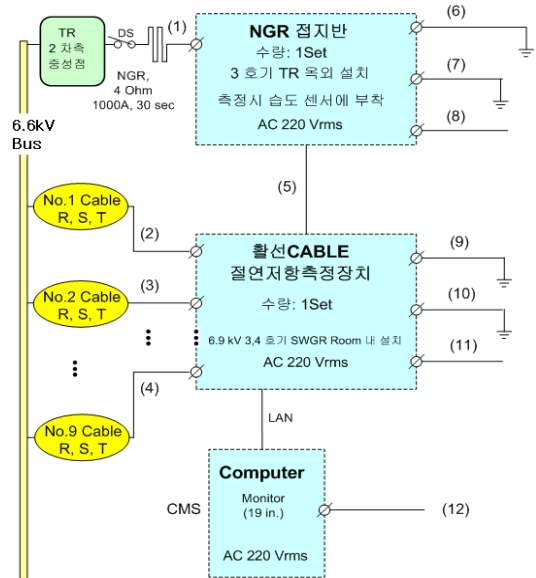 TR
2 차측
중성점
DS
(1)
NGR,
4 Ohm
1000A, 30 sec
NGR 접지반
수량: 1Set
3 호기 TR 옥외 설치
측정시 습도 센서에 부착
AC 220 Vrms
(6)
(7)
(8)
6.6kV
Bus
(5)
No.1 Cable
R, S, T
(2)
No.2 Cable
R, S, T
(3)
(4)
No.9 Cable
R, S, T
활선CABLE
절연저항측정장치
수량: 1Set
6.9 kV 3,4 호기 SWGR Room 내 설치
AC 220 Vrms
(9)
(10)
(11)
LAN
CMS
Computer
Monitor
(19 in.)
AC 220 Vrms
(12)